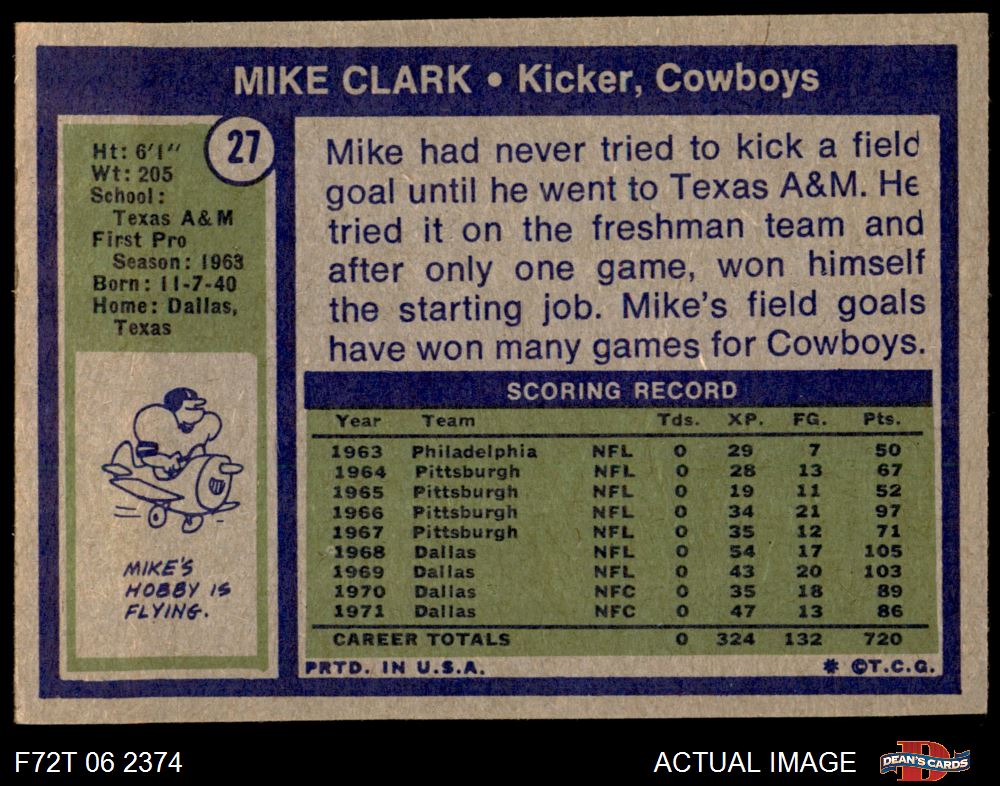 MIKE CLARK • Kicker, Cowboys
27
Ht: 6'1"
Wt: 205
School:
Texas A&M
First Pro
Season: 1963
Born: 11-7-40
Home: Dallas,
Texas
MIKE'S
HOBBY IS
FLYING.
Mike had never tried to kick a field
goal until he went to Texas A&M. He
tried it on the freshman team and
after only one game, won himself
the starting job. Mike's field goals
have won many games for Cowboys.
SCORING RECORD
Year Team Tds. XP. FG. Pts.
1963 Philadelphia NFL 0 29 7 50
1964 Pittsburgh NFL 0 28 13 67
1965 Pittsburgh NFL 0 19 11 52
1966 Pittsburgh NFL 0 34 21 97
1967 Pittsburgh NFL 0 35 12 71
1968 Dallas NFL 0 54 17 105
1969 Dallas NFL 0 43 20 103
1970 Dallas NFC 0 35 18 89
1971 Dallas NFC 0 47 13 86
CAREER TOTALS 0 324 132 720
PRTD. IN U.S.A. * ©T.C.G.
F72T 06 2374 ACTUAL IMAGE DEAN'S CARDS